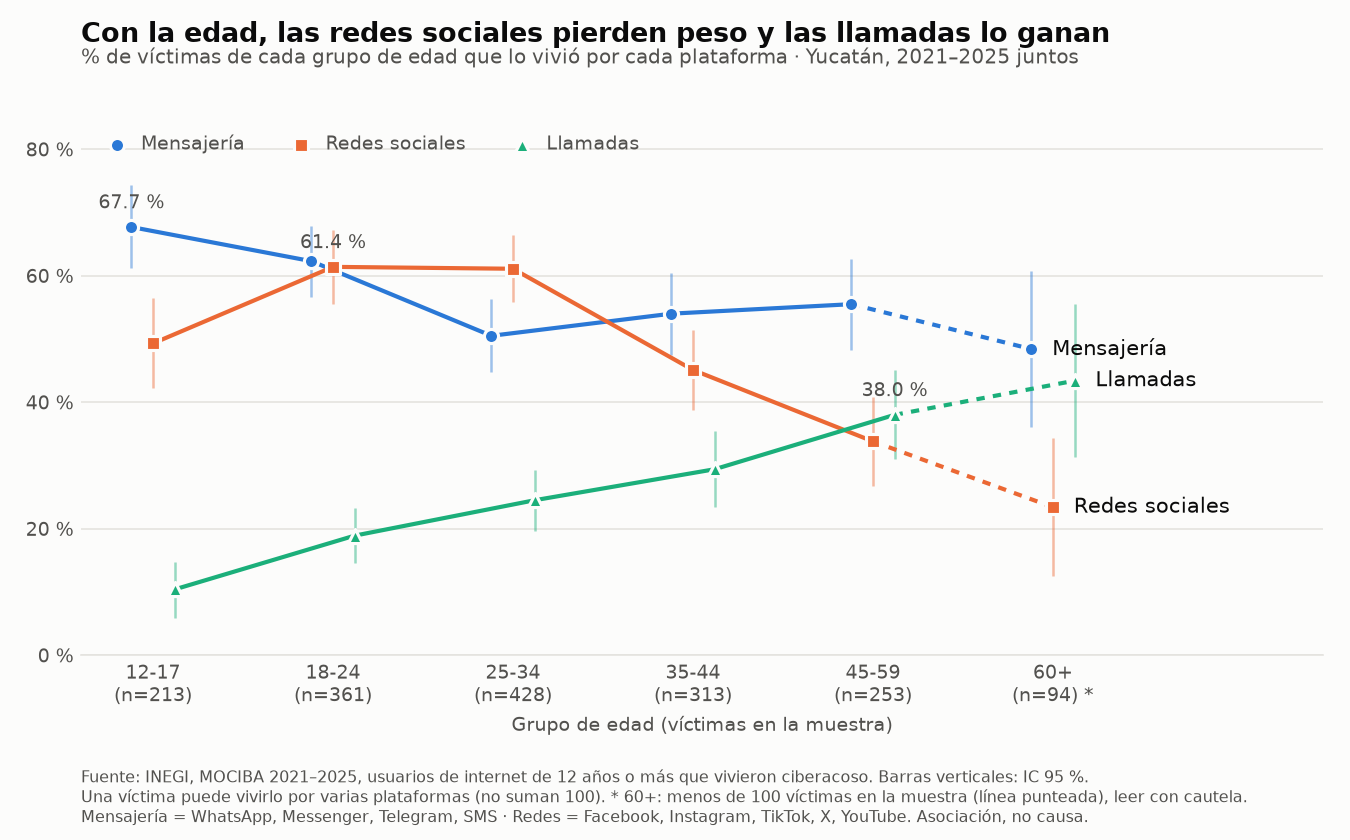 Con la edad, las redes sociales pierden peso y las llamadas lo ganan
% de víctimas de cada grupo de edad que lo vivió por cada plataforma · Yucatán, 2021–2025 juntos
Mensajería Redes sociales Llamadas
80 %
67.7 %
61.4 %
60 %
Mensajería
Llamadas
38.0 %
40 %
Redes sociales
20 %
0 %
12-17 18-24 25-34 35-44 45-59 60+
(n=213) (n=361) (n=428) (n=313) (n=253) (n=94) *
Grupo de edad (víctimas en la muestra)
Fuente: INEGI, MOCIBA 2021–2025, usuarios de internet de 12 años o más que vivieron ciberacoso. Barras verticales: IC 95 %.
Una víctima puede vivirlo por varias plataformas (no suman 100). * 60+: menos de 100 víctimas en la muestra (línea punteada), leer con cautela.
Mensajería = WhatsApp, Messenger, Telegram, SMS · Redes = Facebook, Instagram, TikTok, X, YouTube. Asociación, no causa.